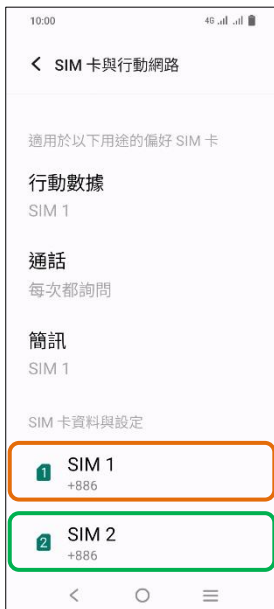 10:00 4G
SIM 卡與行動網路
適用於以下用途的偏好 SIM 卡
行動數據
SIM 1
通話
每次都詢問
簡訊
SIM 1
SIM 卡資料與設定
1 SIM 1
+886
2 SIM 2
+886